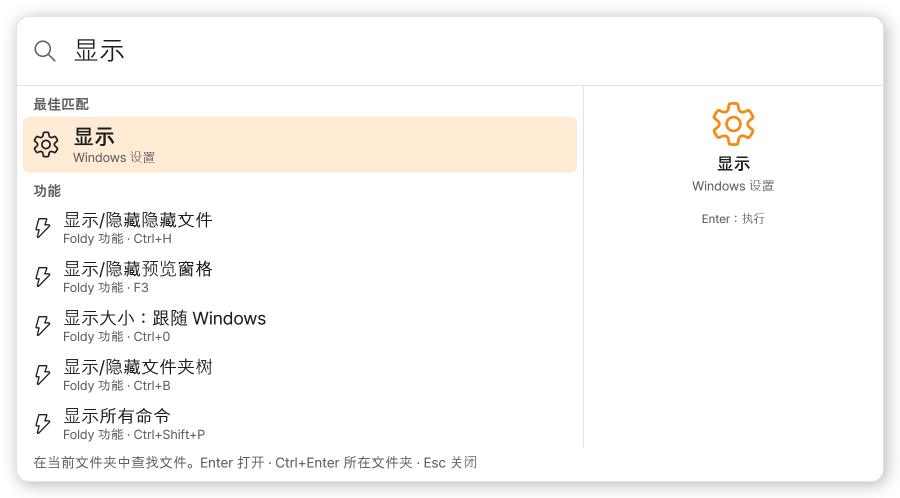 显示
最佳匹配
显示
Windows 设置
功能
显示/隐藏隐藏文件
Foldy 功能 · Ctrl+H
显示/隐藏预览窗格
Foldy 功能 · F3
显示大小：跟随 Windows
Foldy 功能 · Ctrl+0
显示/隐藏文件夹树
Foldy 功能 · Ctrl+B
显示所有命令
Foldy 功能 · Ctrl+Shift+P
显示
Windows 设置
Enter：执行
在当前文件夹中查找文件。Enter 打开 · Ctrl+Enter 所在文件夹 · Esc 关闭